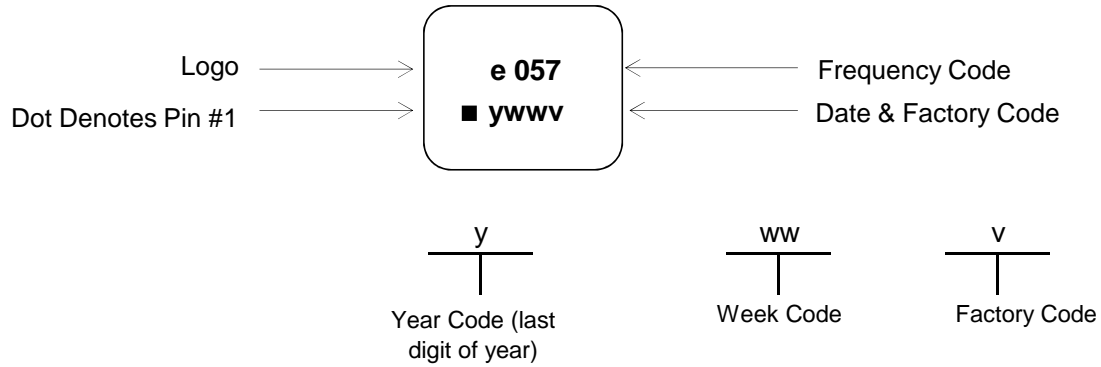 Logo
e 057
Frequency Code
Dot Denotes Pin #1
■ ywwv
Date & Factory Code
y
ww
v
Year Code (last
digit of year)
Week Code
Factory Code